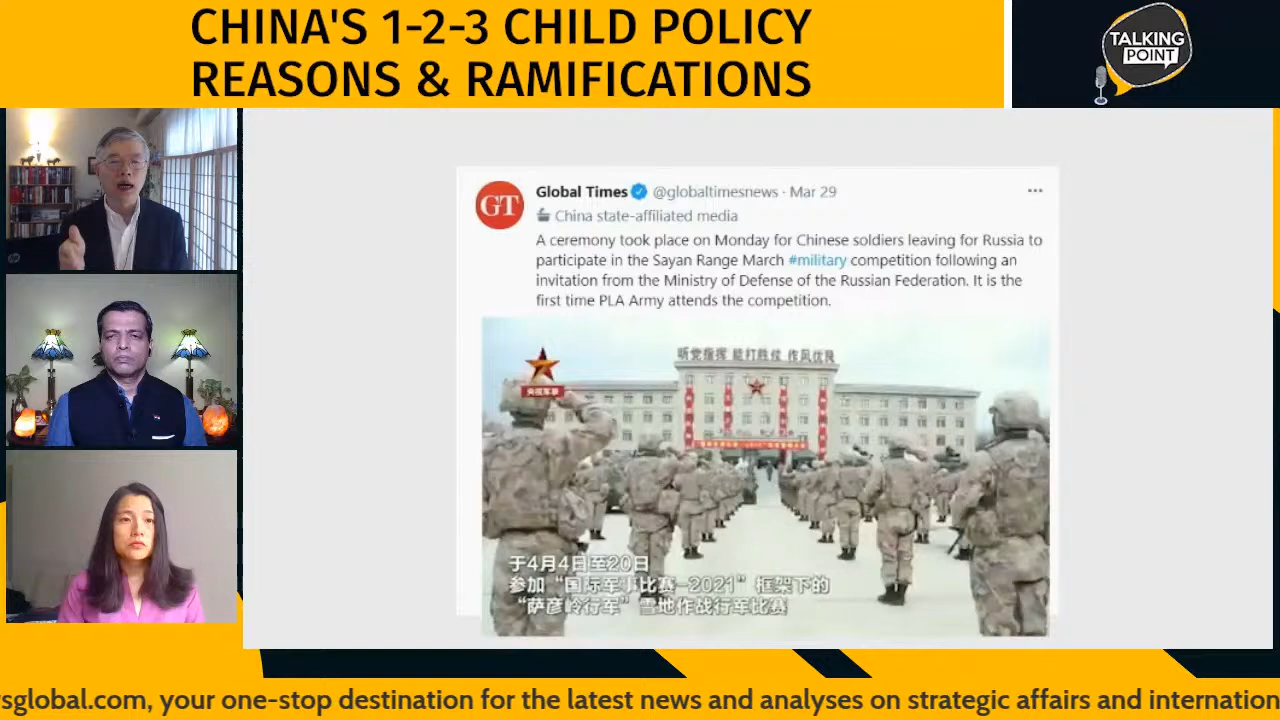 CHINA'S 1-2-3 CHILD POLICY
REASONS & RAMIFICATIONS
TALKING
POINT
GT
Global Times @globaltimesnews · Mar 29
China state-affiliated media
A ceremony took place on Monday for Chinese soldiers leaving for Russia to
participate in the Sayan Range March #military competition following an
invitation from the Ministry of Defense of the Russian Federation. It is the
first time PLA Army attends the competition.
听党指挥 能打胜仗 作风优良
央视军事
于4月4日至20日
参加“国际军事比赛-2021”框架下的
“萨彦岭行军”雪地作战行军比赛
hp
sglobal.com, your one-stop destination for the latest news and analyses on strategic affairs and internation